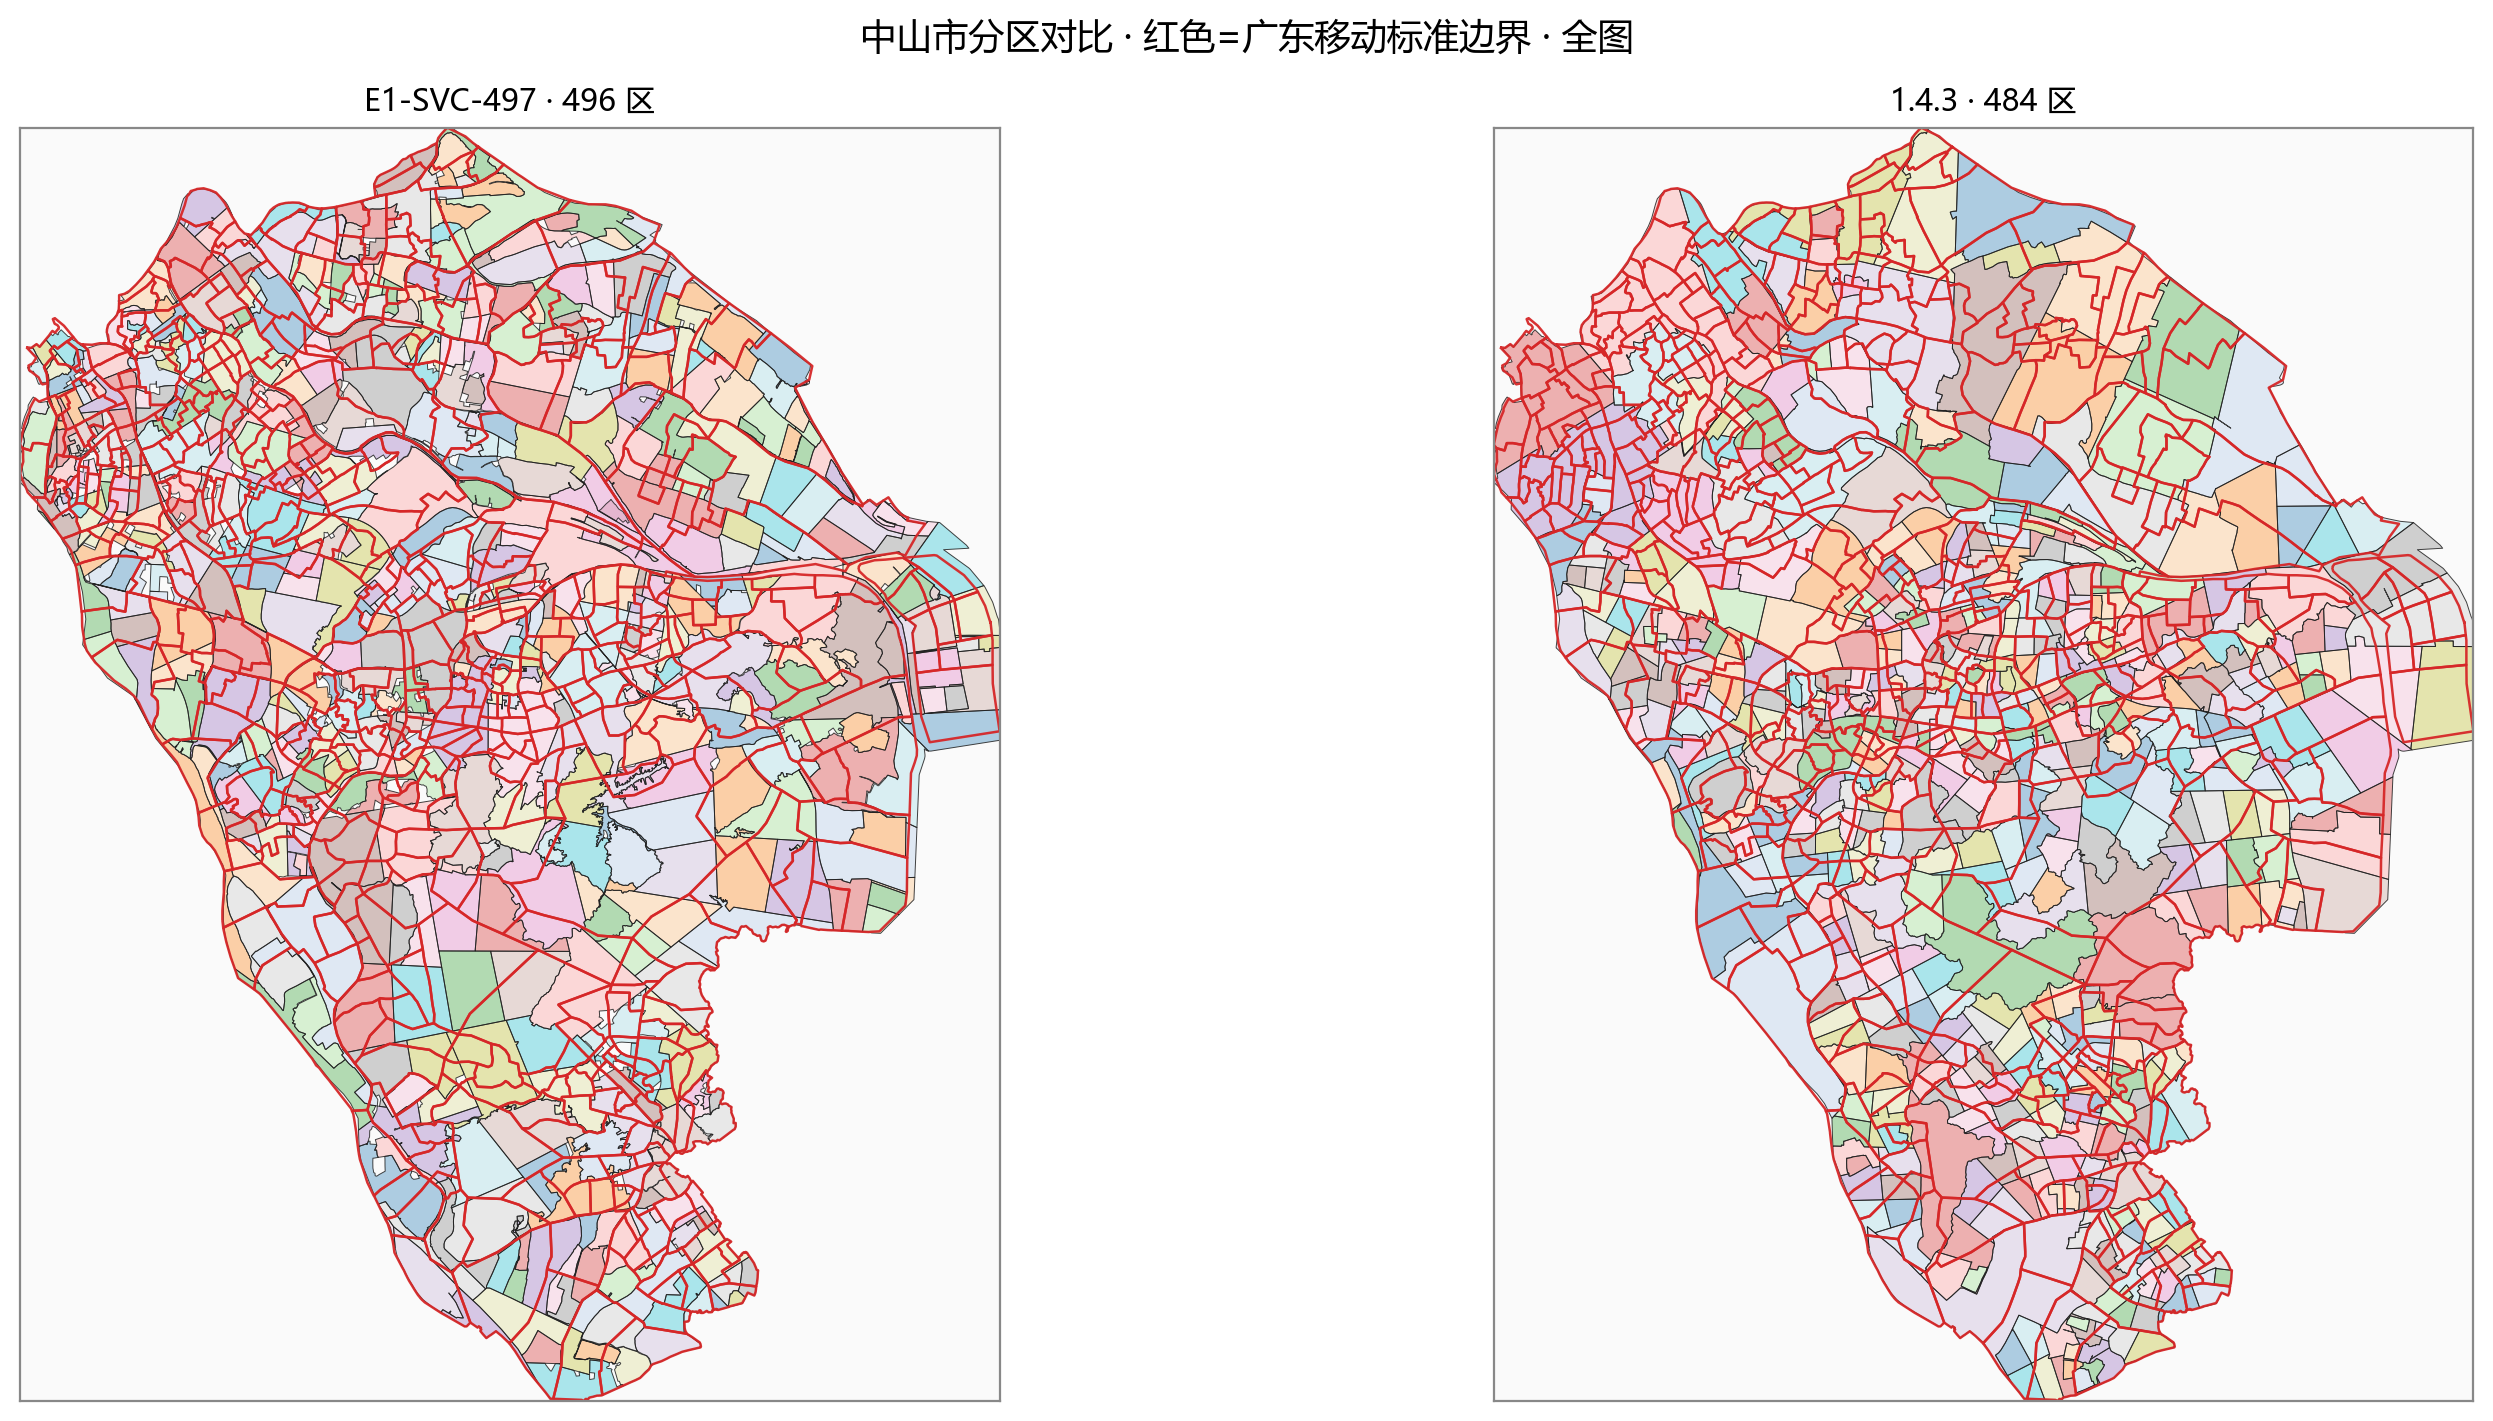 中山市分区对比 · 红色=广东移动标准边界 · 全图
E1-SVC-497 · 496 区
1.4.3 · 484 区